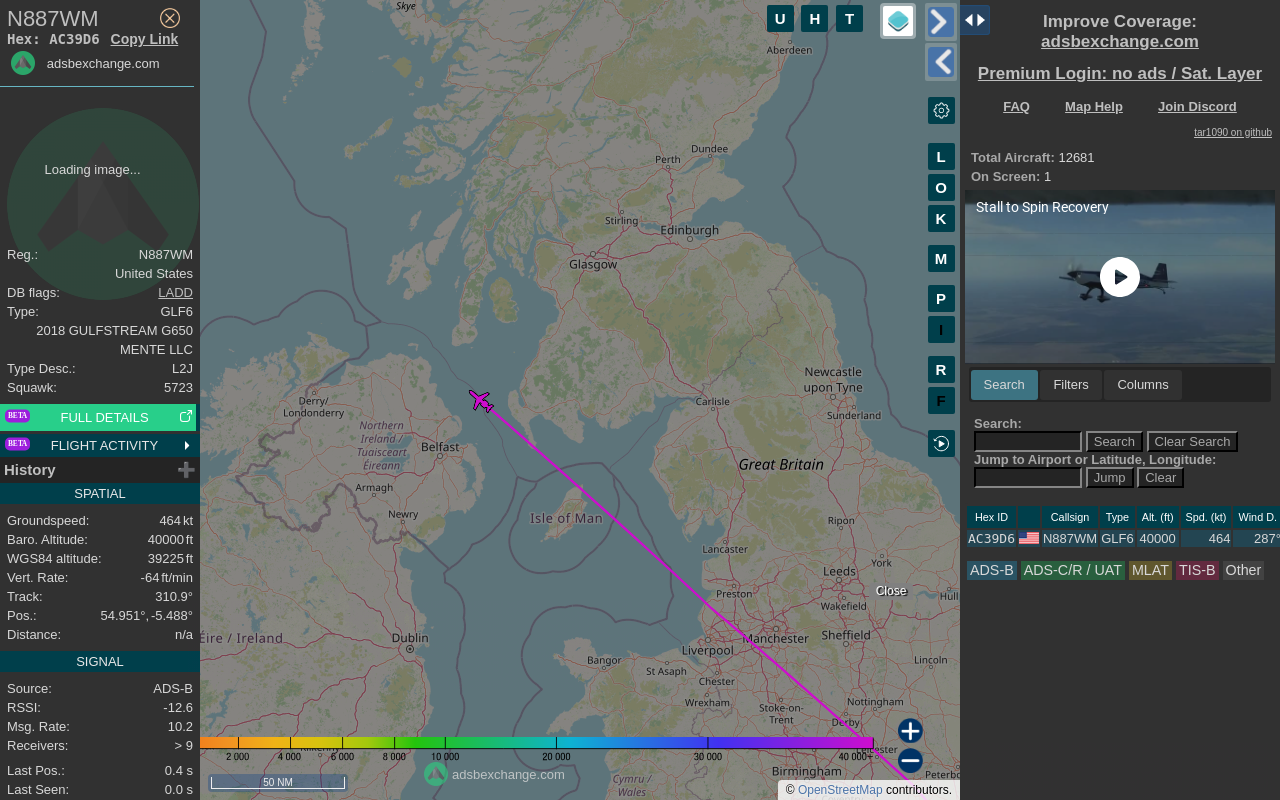 N887WM
Hex: AC39D6 Copy Link
adsbexchange.com
Loading image...
Reg.: N887WM
United States
DB flags: LADD
Type: GLF6
2018 GULFSTREAM G650
MENTE LLC
Type Desc.: L2J
Squawk: 5723
BETA FULL DETAILS
BETA FLIGHT ACTIVITY
History
SPATIAL
Groundspeed: 464 kt
Baro. Altitude: 40000 ft
WGS84 altitude: 39225 ft
Vert. Rate: -64 ft/min
Track: 310.9°
Pos.: 54.951°, -5.488°
Distance: n/a
SIGNAL
Source: ADS-B
RSSI: -12.6
Msg. Rate: 10.2
Receivers: > 9
Last Pos.: 0.4 s
Last Seen: 0.0 s
Skye
U H T
Aberdeen
Dundee
Perth
Stirling
Edinburgh
Glasgow
L
O
K
M
P
I
R
F
Newcastle
upon Tyne
Carlisle
Sunderland
Derry/
Londonderry
Northern
Ireland /
Tuaisceart
Éireann
Belfast
Great Britain
Armagh
Newry
Isle of Man
Ripon
Lancaster
York
Leeds
Preston
Wakefield
Close
Hull
Éire / Ireland
Dublin
Manchester
Sheffield
Liverpool
Bangor
St Asaph
Lincoln
Chester
Wrexham
Nottingham
Stoke-on-
Trent
Derby
Leicester
2 000 4 000 6 000 8 000 10 000 20 000 30 000 40 000+
Birmingham
Peterbo
Cymru /
Wales
adsbexchange.com
50 NM
© OpenStreetMap contributors.
Improve Coverage:
adsbexchange.com
Premium Login: no ads / Sat. Layer
FAQ Map Help Join Discord
tar1090 on github
Total Aircraft: 12681
On Screen: 1
Stall to Spin Recovery
Search Filters Columns
Search:
Search Clear Search
Jump to Airport or Latitude, Longitude:
Jump Clear
Hex ID Callsign Type Alt. (ft) Spd. (kt) Wind D.
AC39D6 N887WM GLF6 40000 464 287°
ADS-B ADS-C/R / UAT MLAT TIS-B Other